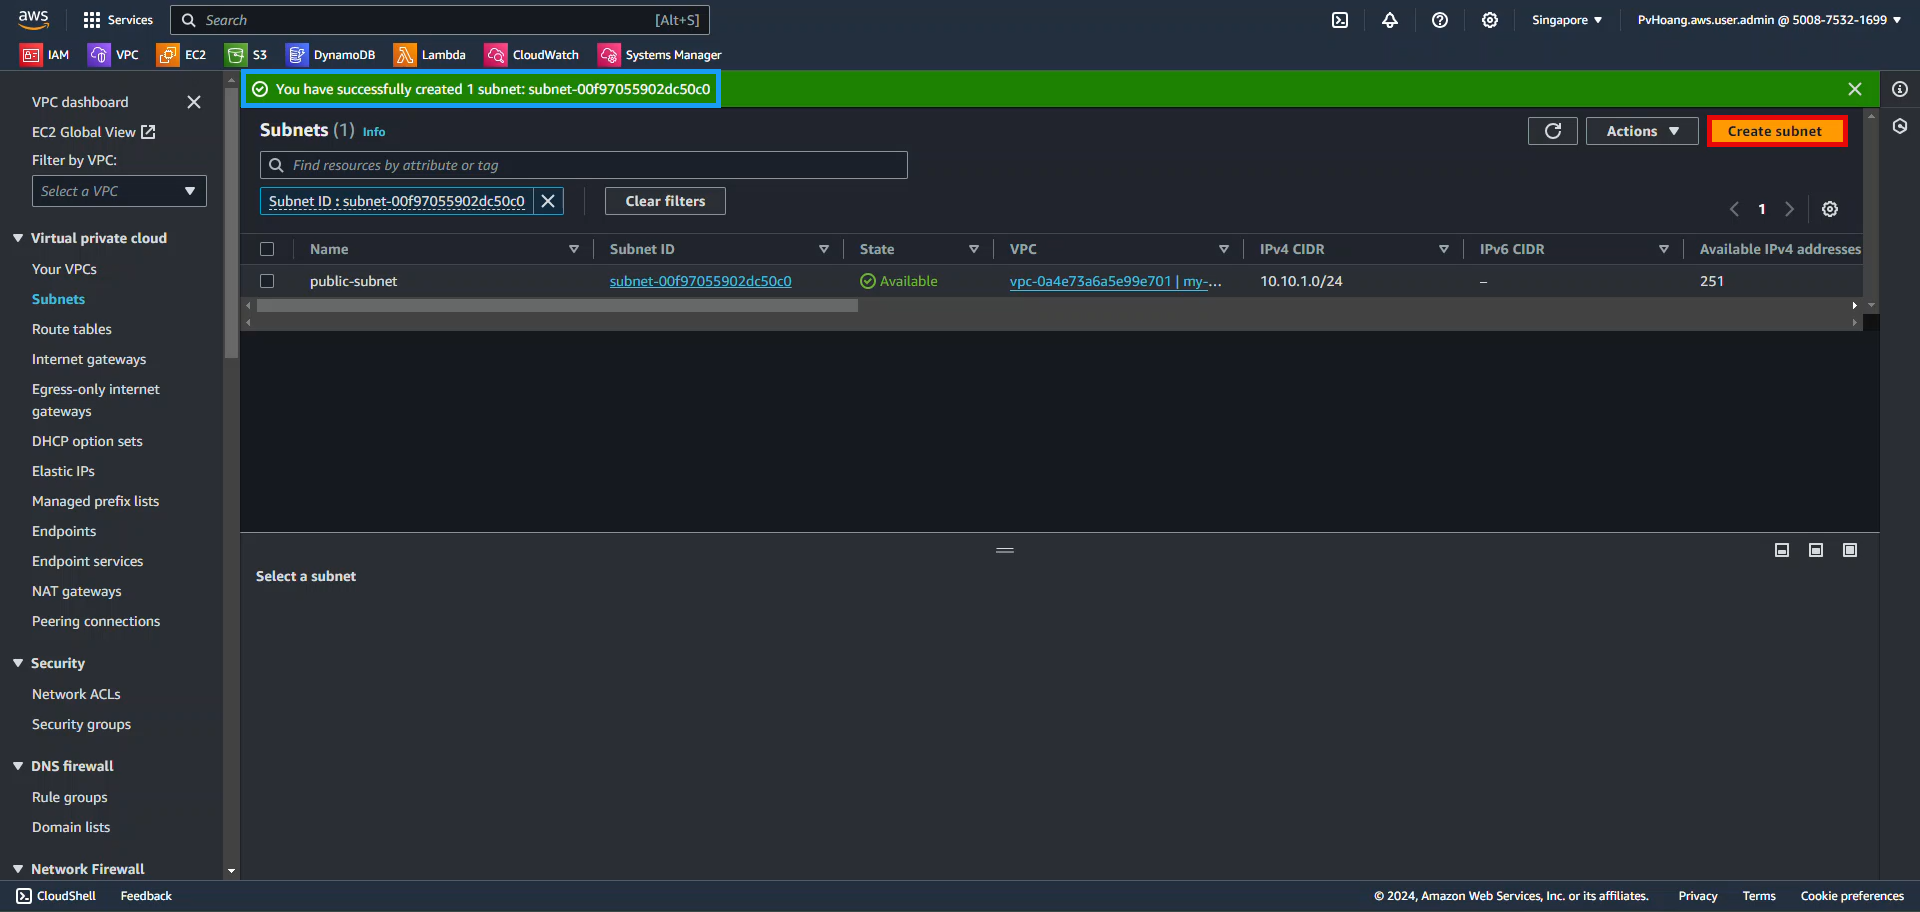 aws
Services
Search
[Alt+S]
Singapore
PvHoang.aws.user.admin @ 5008-7532-1699
IAM
VPC
EC2
S3
DynamoDB
Lambda
CloudWatch
Systems Manager
You have successfully created 1 subnet: subnet-00f97055902dc50c0
VPC dashboard
EC2 Global View
Filter by VPC:
Select a VPC
Virtual private cloud
Your VPCs
Subnets
Route tables
Internet gateways
Egress-only internet
gateways
DHCP option sets
Elastic IPs
Managed prefix lists
Endpoints
Endpoint services
NAT gateways
Peering connections
Security
Network ACLs
Security groups
DNS firewall
Rule groups
Domain lists
Network Firewall
Subnets (1) Info
Actions
Create subnet
Find resources by attribute or tag
Subnet ID : subnet-00f97055902dc50c0
Clear filters
1
Name Subnet ID State VPC IPv4 CIDR IPv6 CIDR Available IPv4 addresses
public-subnet subnet-00f97055902dc50c0 Available vpc-0a4e73a6a5e99e701 | my-... 10.10.1.0/24 – 251
Select a subnet
CloudShell
Feedback
© 2024, Amazon Web Services, Inc. or its affiliates.
Privacy
Terms
Cookie preferences